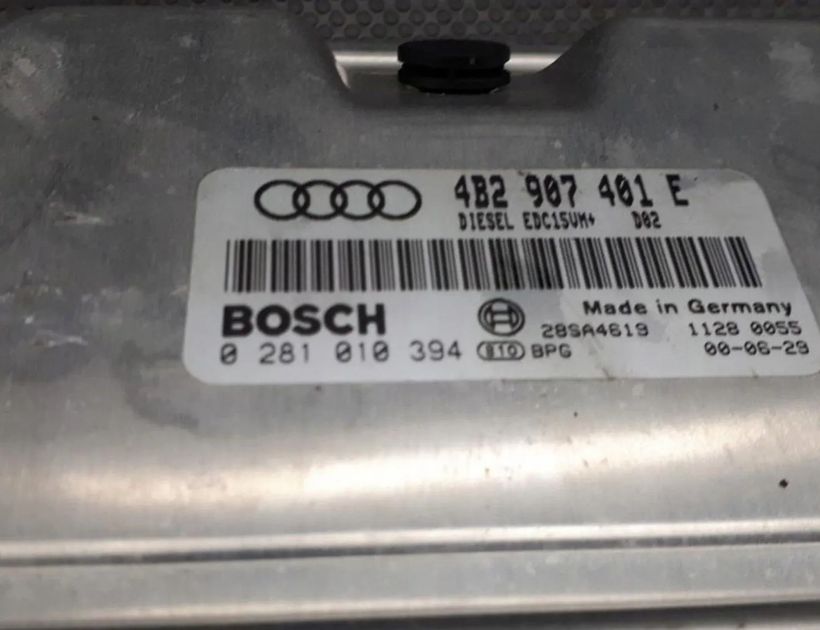 4B2 907 401 E
DIESEL EDC15VM+ D02
BOSCH
Made in Germany
28SA4619 1128 0055
0 281 010 394 810 BPG 00-06-29